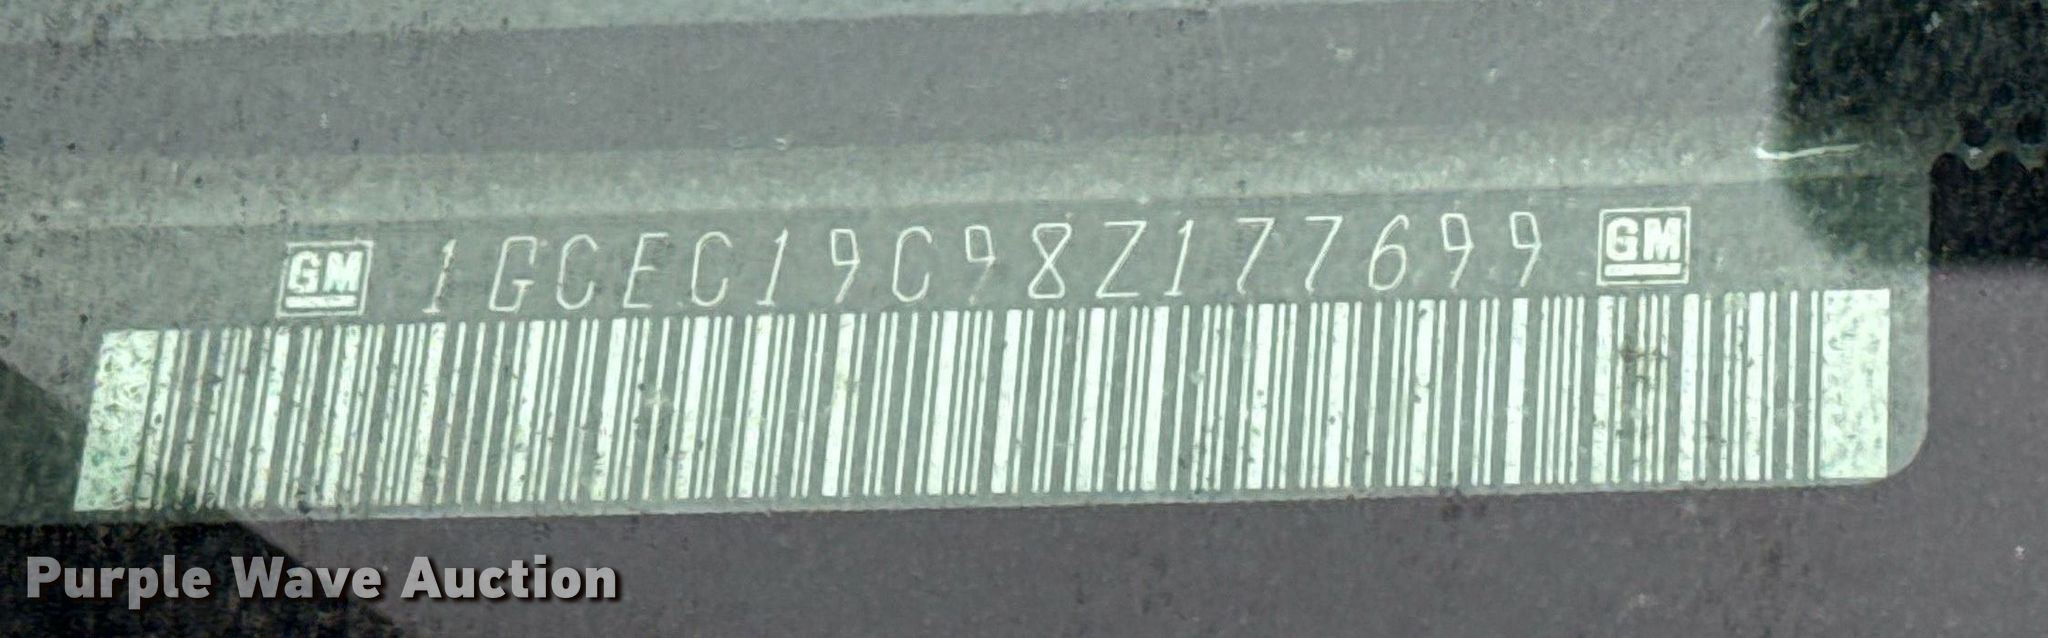 GM 1GCEC19C98Z177699 GM
Purple Wave Auction